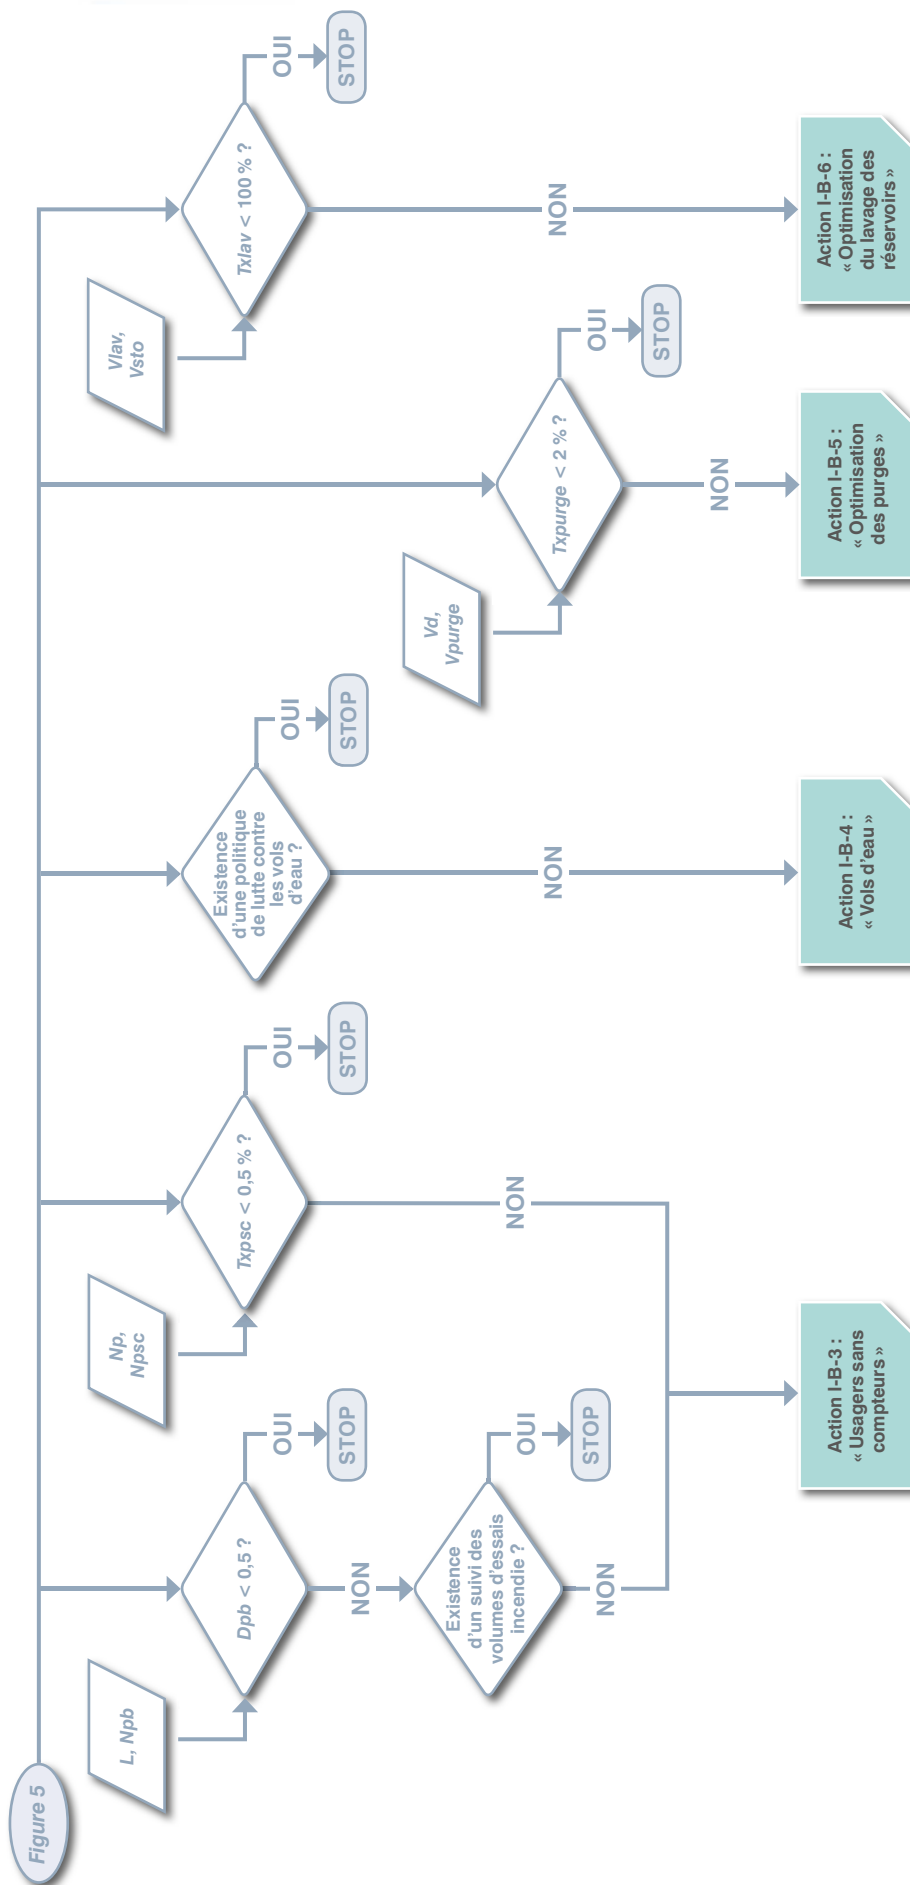 Figure 5
L, Npb
Dpb < 0,5 ?
OUI
STOP
NON
Existence
d'un suivi des
volumes d'essais
incendie ?
OUI
STOP
NON
Np,
Npsc
Txpsc < 0,5 % ?
OUI
STOP
NON
Action I-B-3 :
« Usagers sans
compteurs »
Existence
d'une politique
de lutte contre
les vols
d'eau ?
OUI
STOP
NON
Action I-B-4 :
« Vols d'eau »
Vd,
Vpurge
Txpurge < 2 % ?
OUI
STOP
NON
Action I-B-5 :
« Optimisation
des purges »
Vlav,
Vsto
Txlav < 100 % ?
OUI
STOP
NON
Action I-B-6 :
« Optimisation
du lavage des
réservoirs »